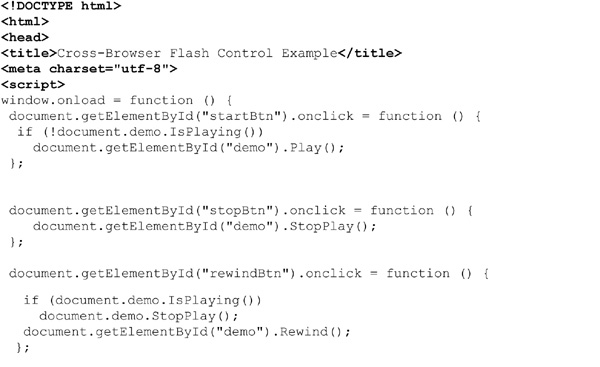 <!DOCTYPE html>
<html>
<head>
<title>Cross-Browser Flash Control Example</title>
<meta charset="utf-8">
<script>
window.onload = function () {
 document.getElementById("startBtn").onclick = function () {
  if (!document.demo.IsPlaying())
    document.getElementById("demo").Play();
 };
 document.getElementById("stopBtn").onclick = function () {
    document.getElementById("demo").StopPlay();
 };
 document.getElementById("rewindBtn").onclick = function () {
   if (document.demo.IsPlaying())
     document.demo.StopPlay();
   document.getElementById("demo").Rewind();
  };